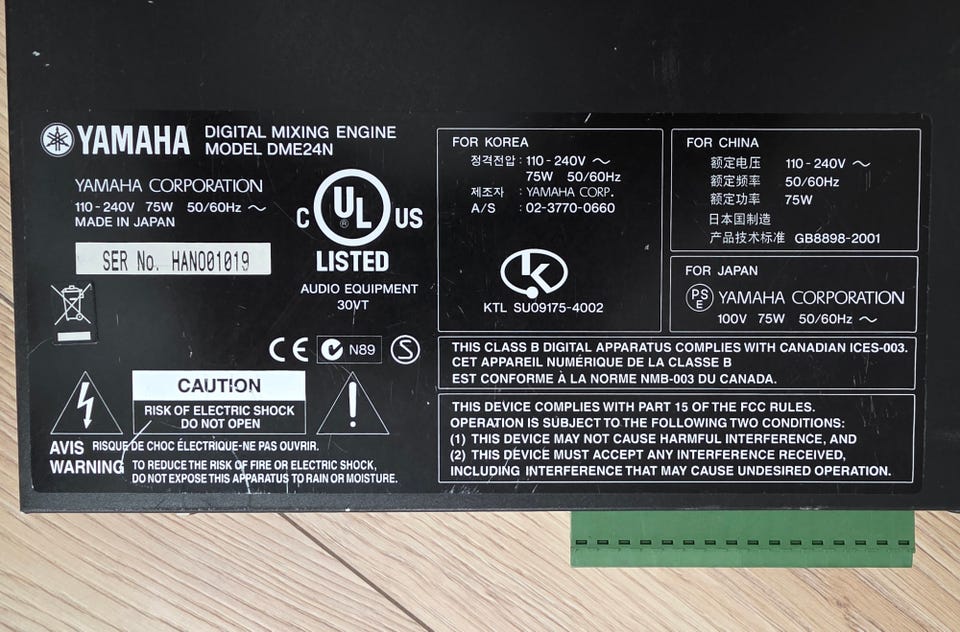 YAMAHA
DIGITAL MIXING ENGINE
MODEL DME24N
YAMAHA CORPORATION
110 - 240V 75W 50/60Hz ～
MADE IN JAPAN
SER No. HANO01019
C UL US
LISTED
AUDIO EQUIPMENT
30VT
CE N89 S
CAUTION
RISK OF ELECTRIC SHOCK
DO NOT OPEN
AVIS RISQUE DE CHOC ÉLECTRIQUE-NE PAS OUVRIR.
WARNING TO REDUCE THE RISK OF FIRE OR ELECTRIC SHOCK,
DO NOT EXPOSE THIS APPARATUS TO RAIN OR MOISTURE.
FOR KOREA
정격전압 : 110 - 240V ～
75W 50/60Hz
제조자 : YAMAHA CORP.
A/S : 02-3770-0660
K
KTL SU09175-4002
FOR CHINA
额定电压 110 - 240V ～
额定频率 50/60Hz
额定功率 75W
日本国制造
产品技术标准 GB8898-2001
FOR JAPAN
PS
E
YAMAHA CORPORATION
100V 75W 50/60Hz ～
THIS CLASS B DIGITAL APPARATUS COMPLIES WITH CANADIAN ICES-003.
CET APPAREIL NUMÉRIQUE DE LA CLASSE B
EST CONFORME À LA NORME NMB-003 DU CANADA.
THIS DEVICE COMPLIES WITH PART 15 OF THE FCC RULES.
OPERATION IS SUBJECT TO THE FOLLOWING TWO CONDITIONS:
(1) THIS DEVICE MAY NOT CAUSE HARMFUL INTERFERENCE, AND
(2) THIS DEVICE MUST ACCEPT ANY INTERFERENCE RECEIVED,
INCLUDING INTERFERENCE THAT MAY CAUSE UNDESIRED OPERATION.